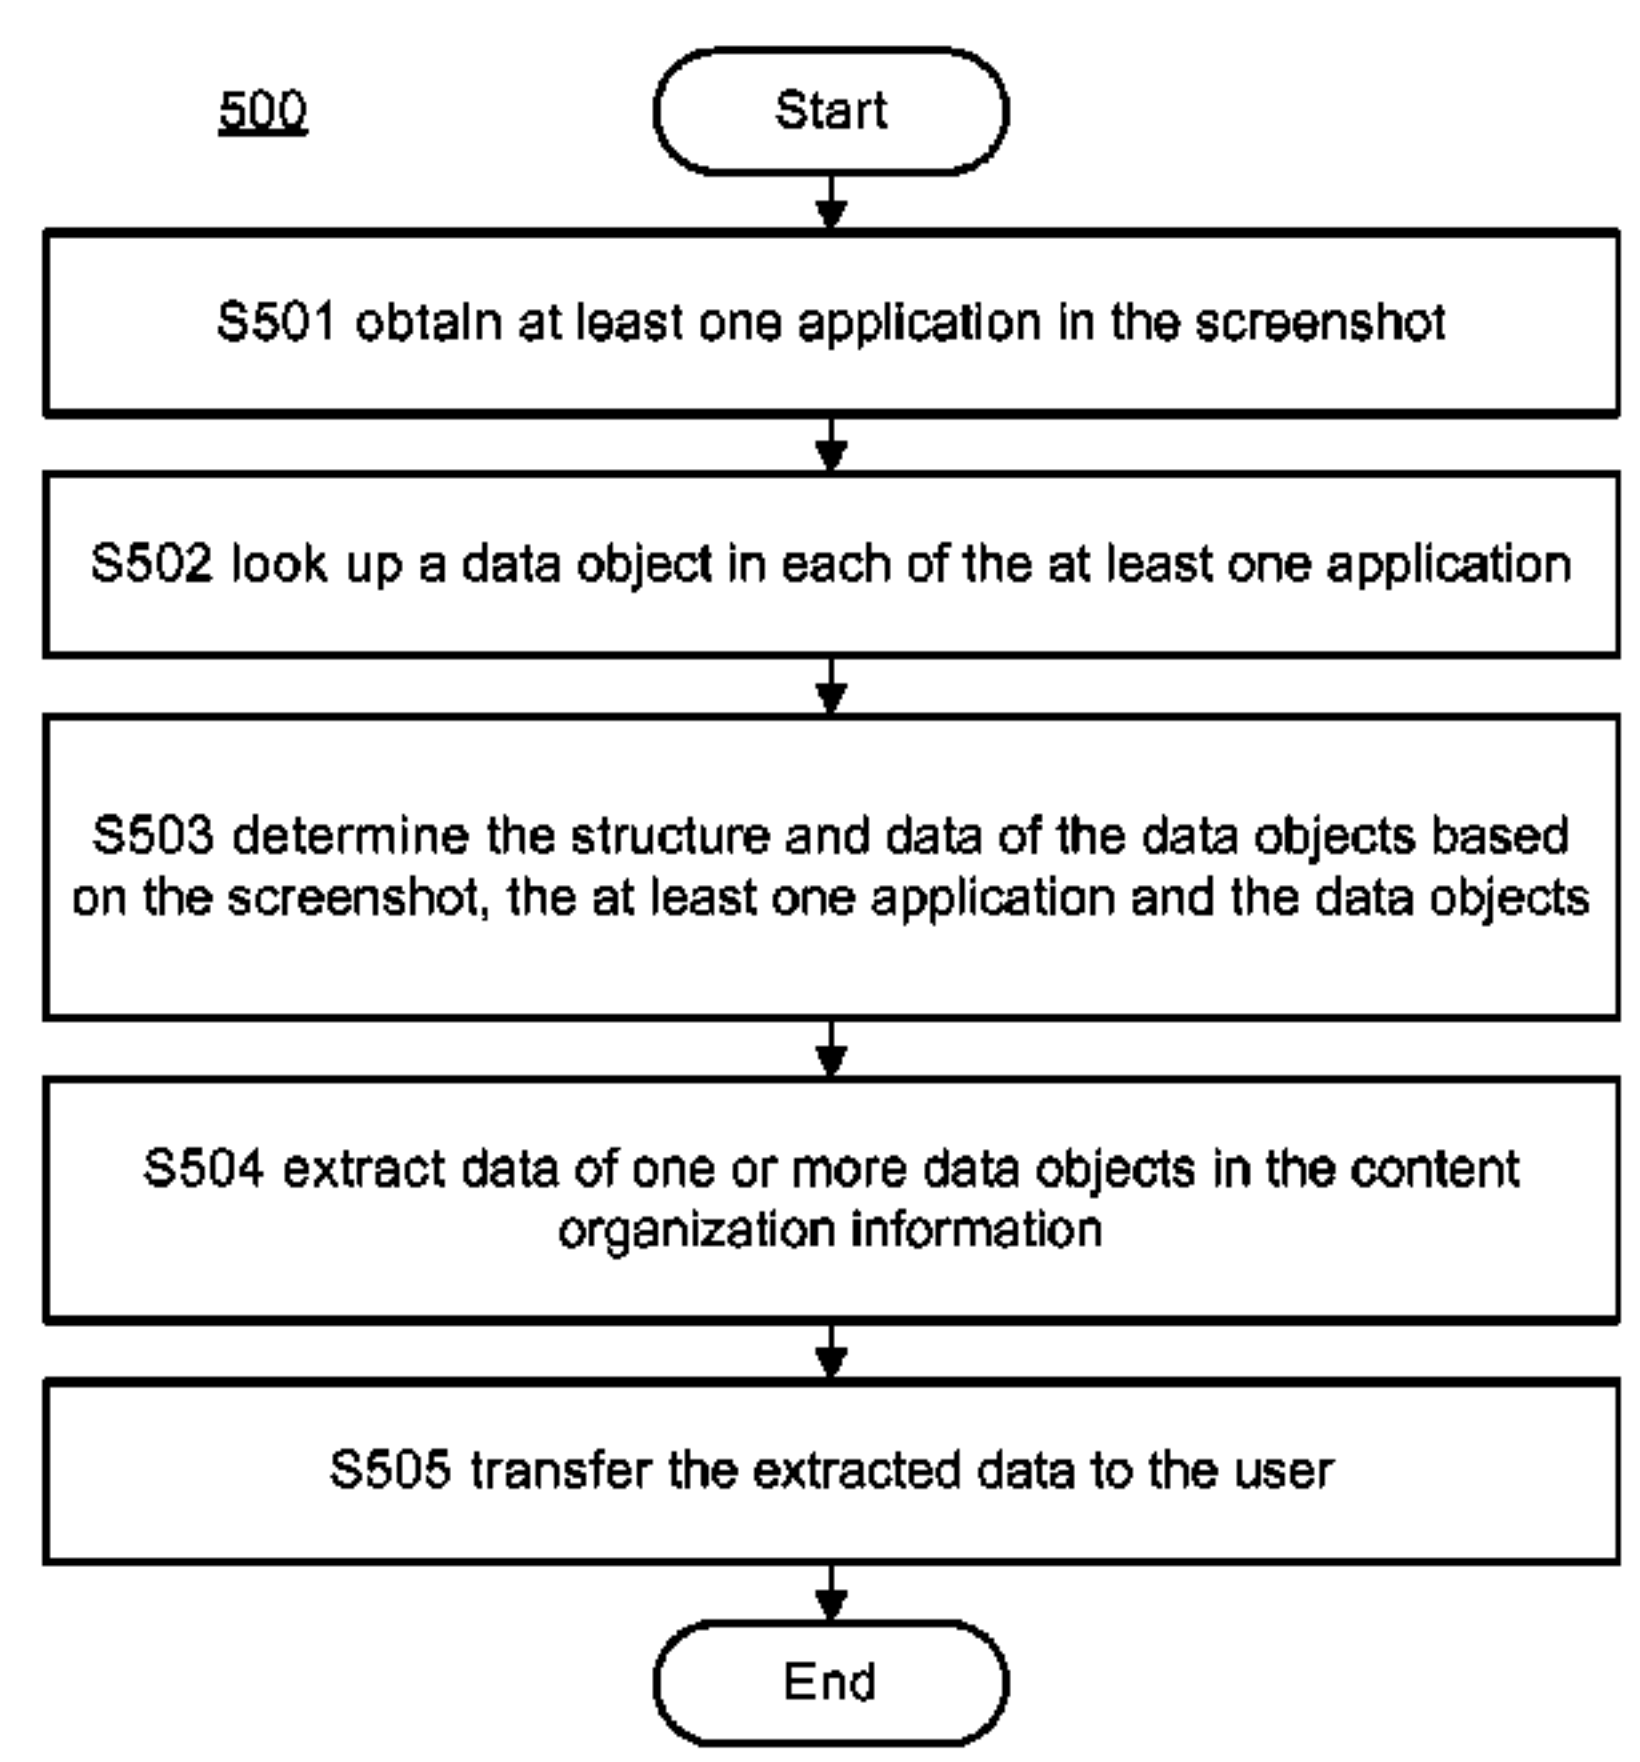 500
Start
S501 obtain at least one application in the screenshot
S502 look up a data object in each of the at least one application
S503 determine the structure and data of the data objects based
on the screenshot, the at least one application and the data objects
S504 extract data of one or more data objects in the content
organization information
S505 transfer the extracted data to the user
End